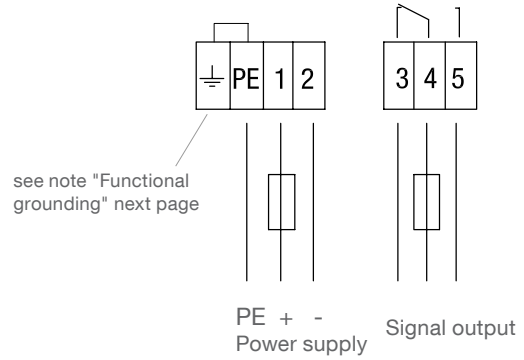 PE 1 2
3 4 5
see note "Functional
grounding" next page
PE + -
Power supply
Signal output